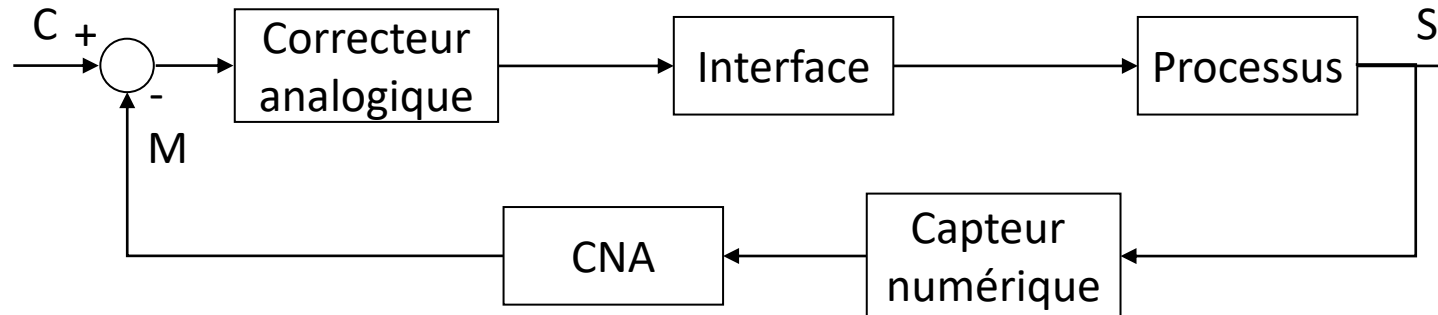 C
+
-
M
Correcteur
analogique
Interface
Processus
S
CNA
Capteur
numérique